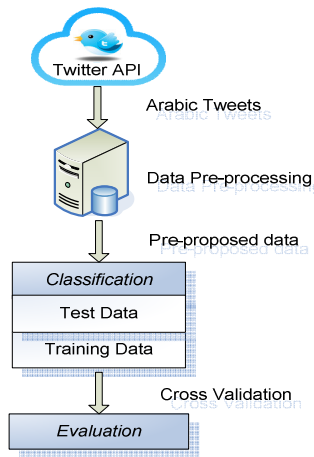 Twitter API
Arabic Tweets
Data Pre-processing
Pre-proposed data
Classification
Test Data
Training Data
Cross Validation
Evaluation